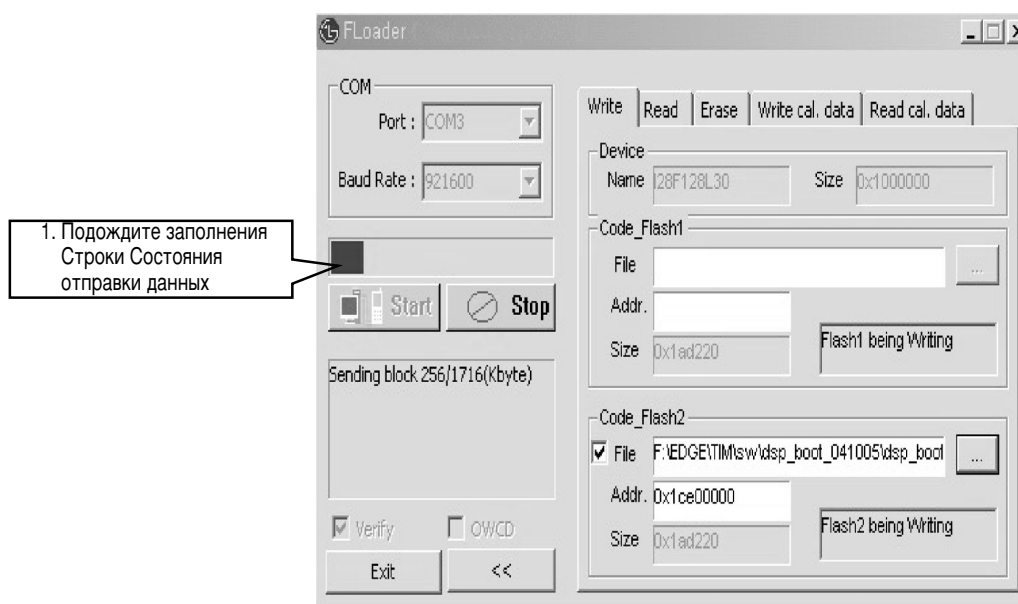 FLoader
COM
Port : COM3
Baud Rate : 921600
1. Подождите заполнения
Строки Состояния
отправки данных
Start
Stop
Sending block 256/1716(Kbyte)
Verify
OWCD
Exit
<<
Write
Read
Erase
Write cal. data
Read cal. data
Device
Name I28F128L30 Size 0x1000000
Code_Flash1
File
...
Addr.
Size 0x1ad220
Flash1 being Writing
Code_Flash2
File F:\EDGE\TIM\sw\dsp_boot_041005\dsp_boot
...
Addr. 0x1ce00000
Size 0x1ad220
Flash2 being Writing